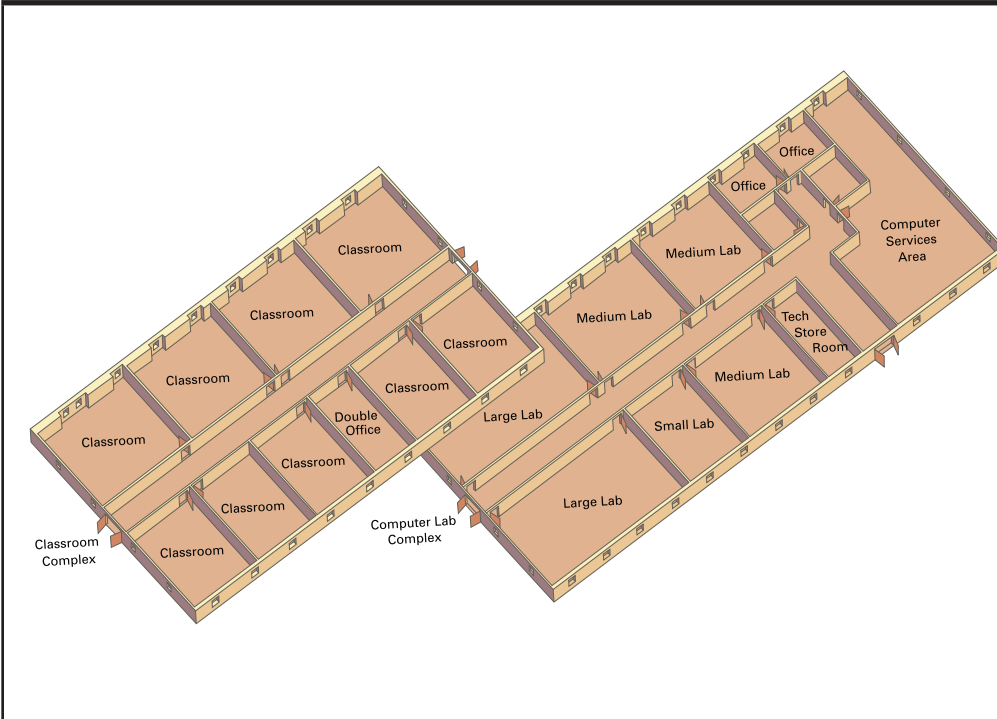 Classroom
Classroom
Classroom
Classroom
Classroom
Classroom
Double
Office
Classroom
Classroom
Classroom
Classroom
Complex
Office
Office
Medium Lab
Medium Lab
Large Lab
Computer
Services
Area
Tech
Store
Room
Medium Lab
Small Lab
Large Lab
Computer Lab
Complex